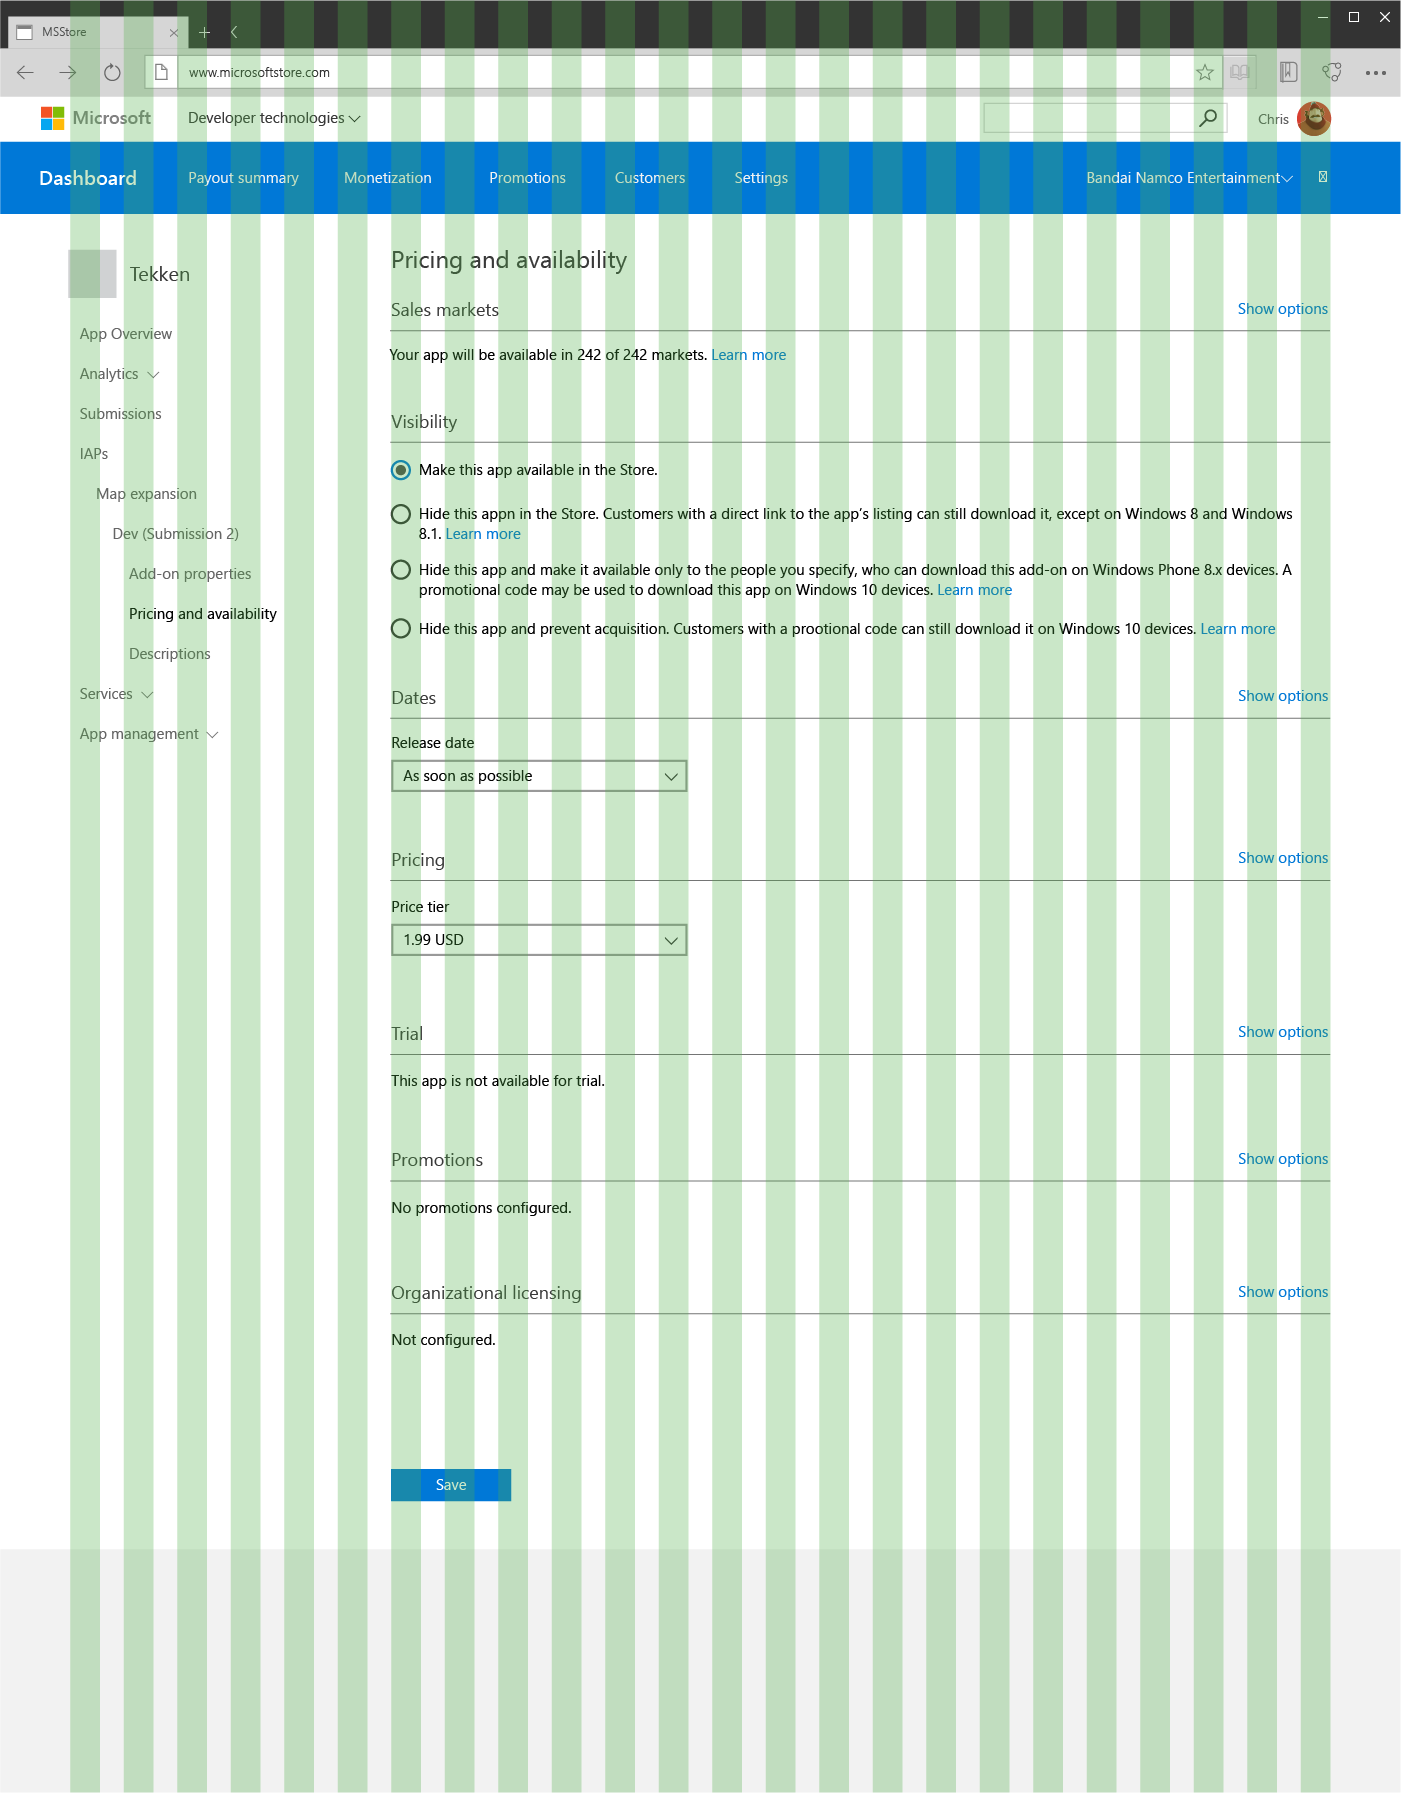 MSStore
www.microsoftstore.com
Microsoft Developer technologies Chris
Dashboard Payout summary Monetization Promotions Customers Settings Bandai Namco Entertainment
Tekken
App Overview
Analytics
Submissions
IAPs
Map expansion
Dev (Submission 2)
Add-on properties
Pricing and availability
Descriptions
Services
App management
Pricing and availability
Sales markets Show options
Your app will be available in 242 of 242 markets. Learn more
Visibility
Make this app available in the Store.
Hide this appn in the Store. Customers with a direct link to the app’s listing can still download it, except on Windows 8 and Windows
8.1. Learn more
Hide this app and make it available only to the people you specify, who can download this add-on on Windows Phone 8.x devices. A
promotional code may be used to download this app on Windows 10 devices. Learn more
Hide this app and prevent acquisition. Customers with a prootional code can still download it on Windows 10 devices. Learn more
Dates Show options
Release date
As soon as possible
Pricing Show options
Price tier
1.99 USD
Trial Show options
This app is not available for trial.
Promotions Show options
No promotions configured.
Organizational licensing Show options
Not configured.
Save